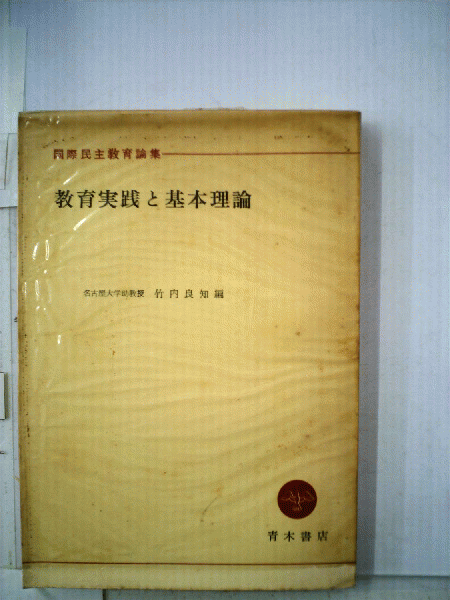 国際民主教育論集
教育実践と基本理論
名古屋大学助教授 竹内良知編
青木書店